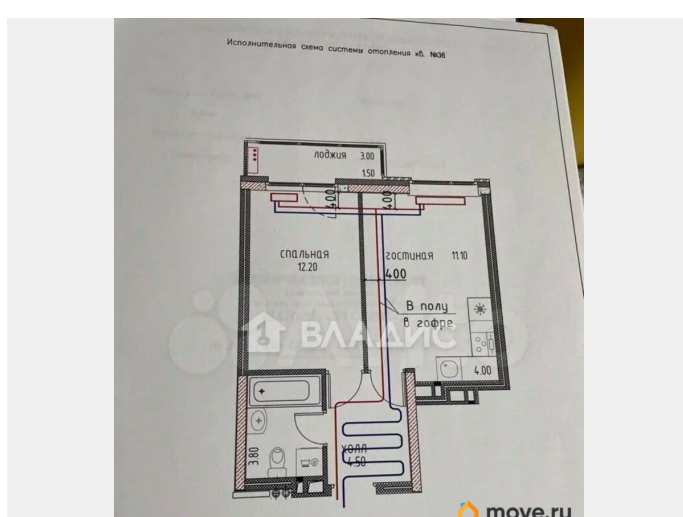 Исполнительная схема системы отопления кв. №36
лоджия 3.00
1.50
400
400
спальная
12.20
гостиная 11.10
400
В полу
в гофре
ВЛАДИС
4.00
3.80
холл
4.50
move.ru